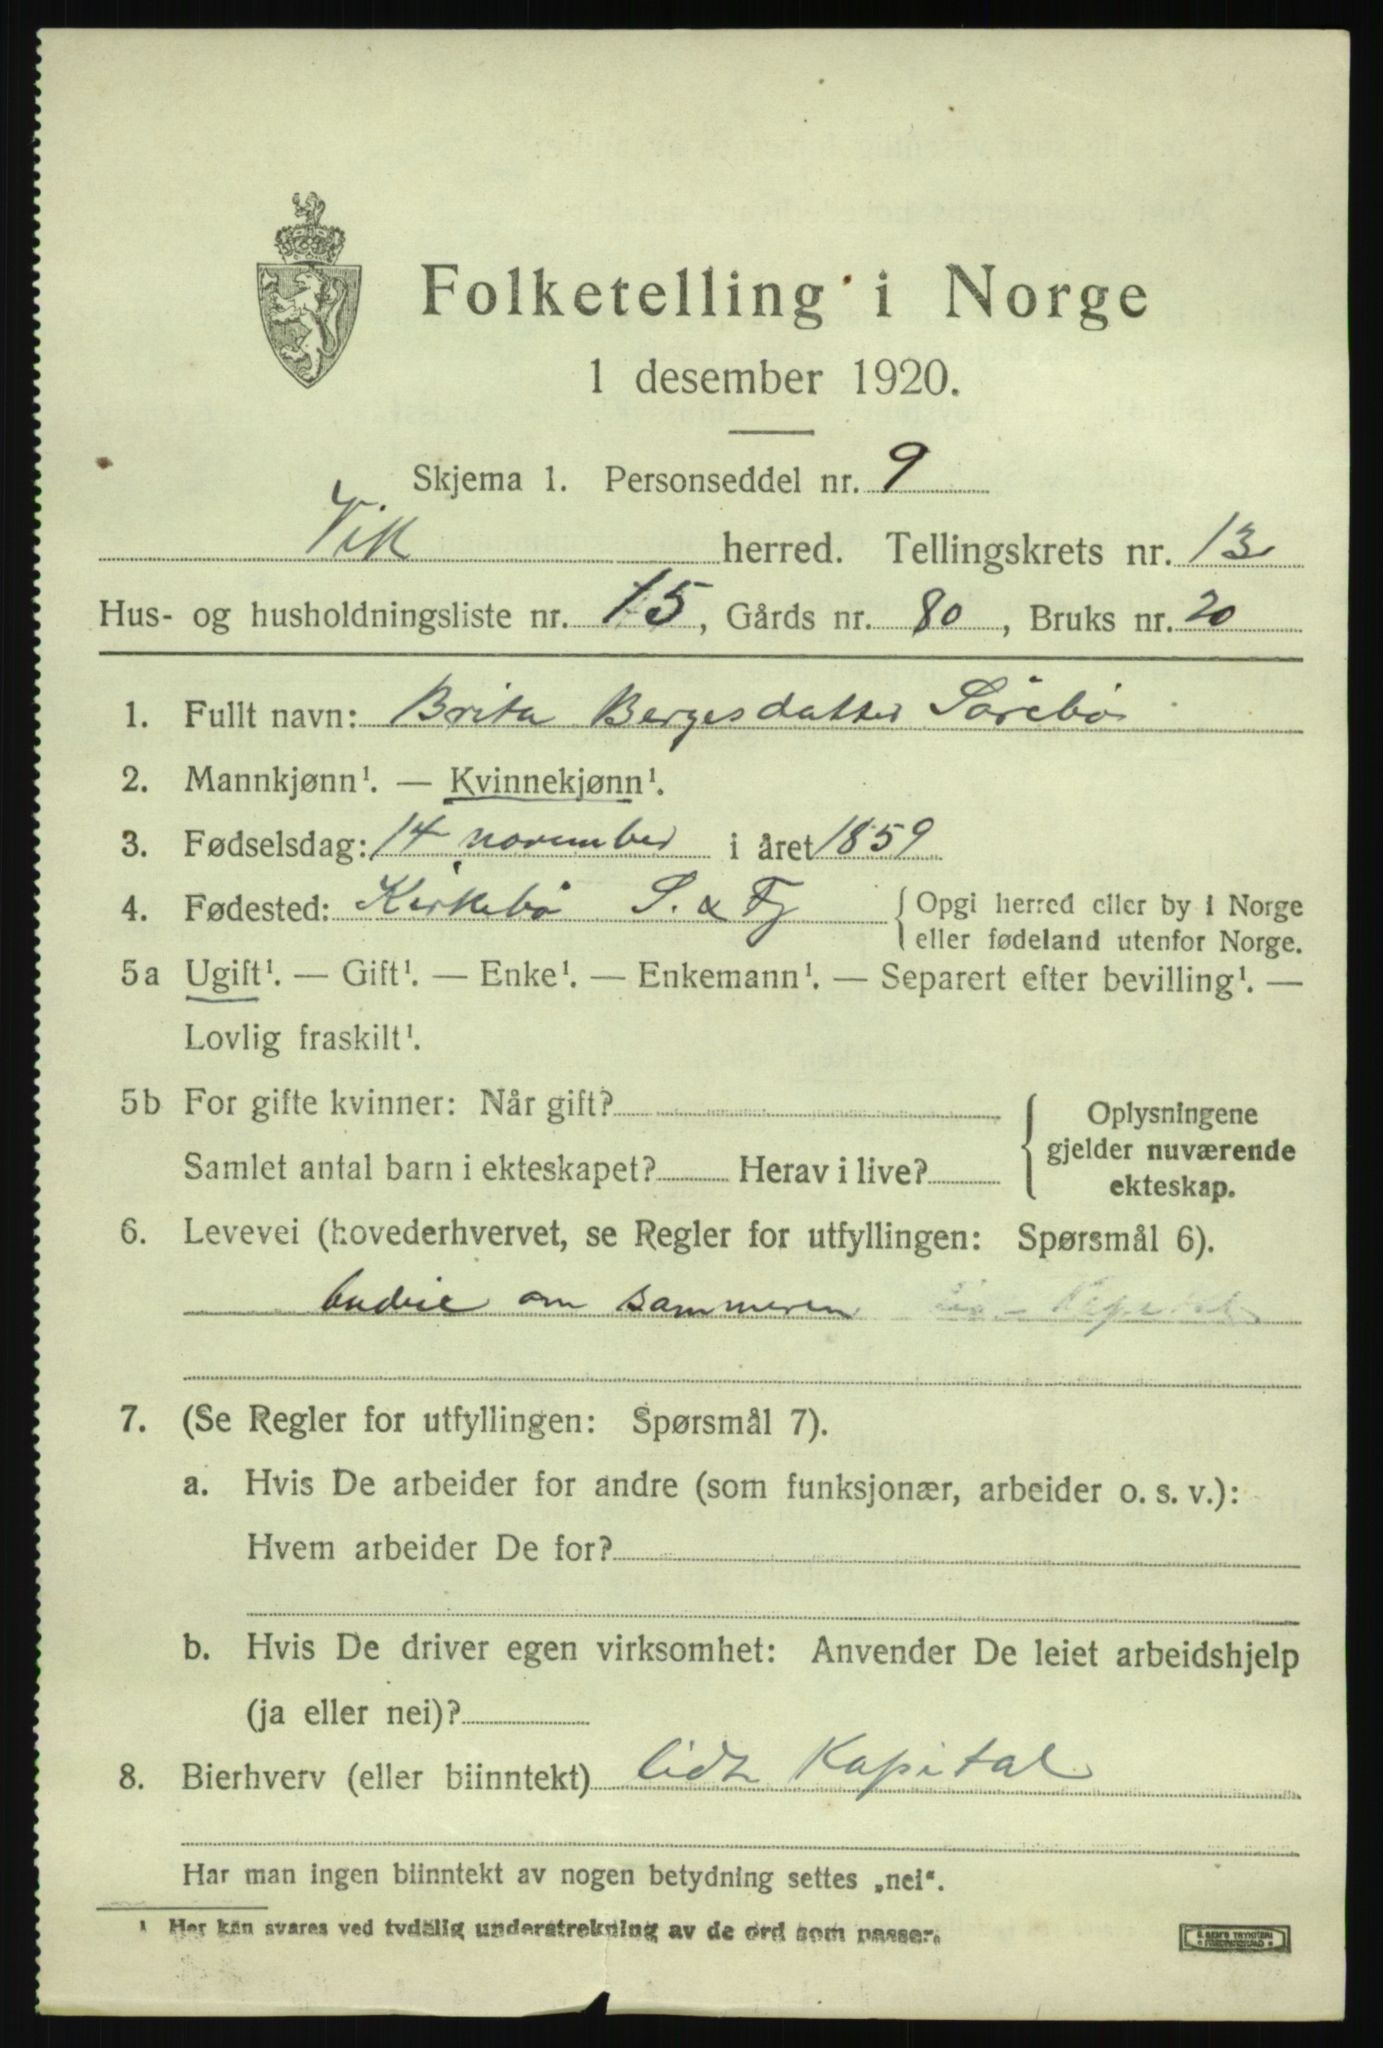 Folketelling i Norge
1 desember 1920.
Skjema 1. Personseddel nr. 9
Vik herred. Tellingskrets nr. 13
Hus- og husholdningsliste nr. 15, Gårds nr. 80, Bruks nr. 20
1. Fullt navn: Brita Bergesdatter Sörebö
2. Mannkjønn¹. — Kvinnekjønn¹.
3. Fødselsdag: 14 november i året 1859
4. Fødested: Kirkebö S. & Fj { Opgi herred eller by i Norge
eller fødeland utenfor Norge.
5a Ugift¹. — Gift¹. — Enke¹. — Enkemann¹. — Separert efter bevilling¹. —
Lovlig fraskilt¹.
5b For gifte kvinner: Når gift?
Samlet antal barn i ekteskapet? Herav i live?
Oplysningene
gjelder nuværende
ekteskap.
6. Levevei (hovederhvervet, se Regler for utfyllingen: Spørsmål 6).
budeie om sommeren
7. (Se Regler for utfyllingen: Spørsmål 7).
a. Hvis De arbeider for andre (som funksjonær, arbeider o. s. v.):
Hvem arbeider De for?
b. Hvis De driver egen virksomhet: Anvender De leiet arbeidshjelp
(ja eller nei)?
8. Bierhverv (eller biinntekt) lidt Kapital
Har man ingen biinntekt av nogen betydning settes „nei“.
¹ Her kan svares ved tydelig understrekning av de ord som passer.